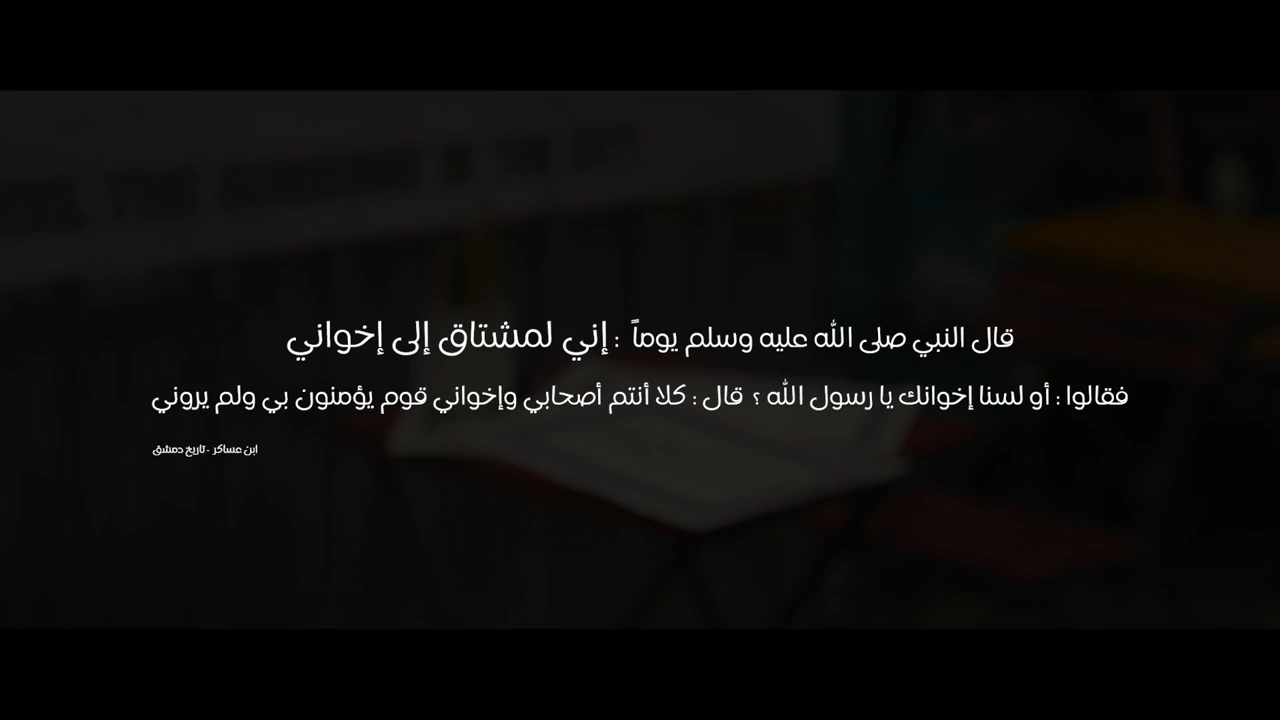 قال النبي صلى الله عليه وسلم يوماً : إني لمشتاق إلى إخواني
فقالوا : أو لسنا إخوانك يا رسول الله ؟ قال : كلا أنتم أصحابي وإخواني قوم يؤمنون بي ولم يروني
ابن عساكر - تاريخ دمشق